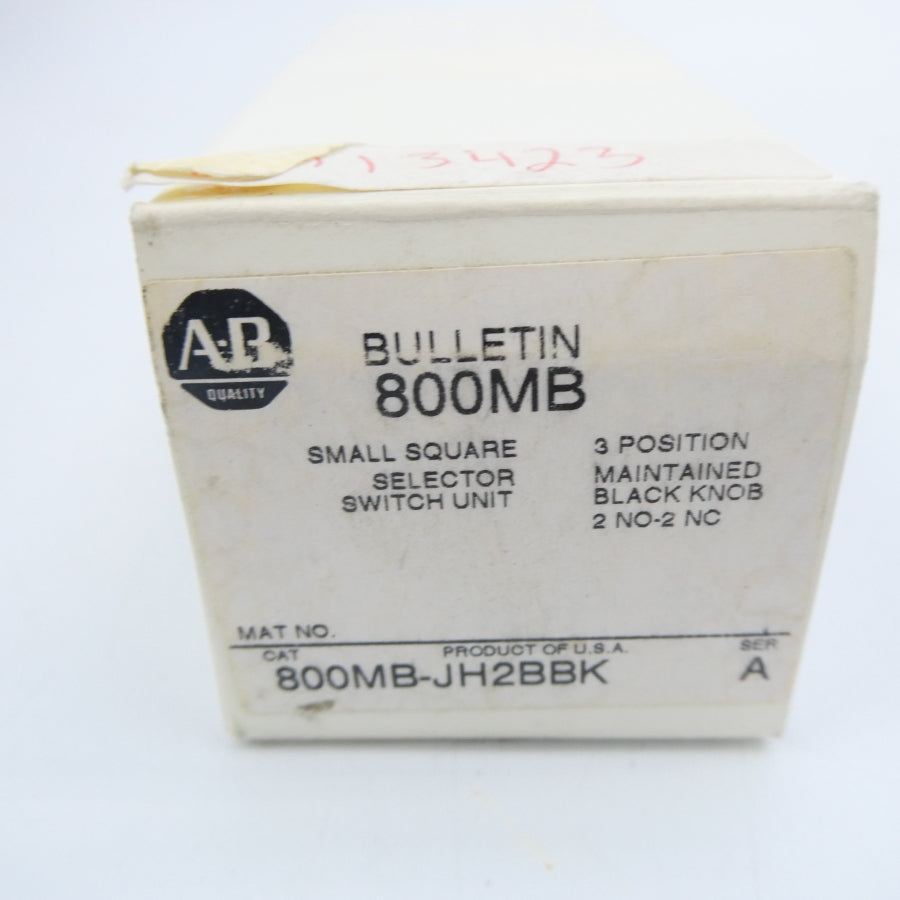 13423
A-B
QUALITY
BULLETIN
800MB
SMALL SQUARE
SELECTOR
SWITCH UNIT
3 POSITION
MAINTAINED
BLACK KNOB
2 NO-2 NC
MAT NO.
CAT PRODUCT OF U.S.A. SER
800MB-JH2BBK A